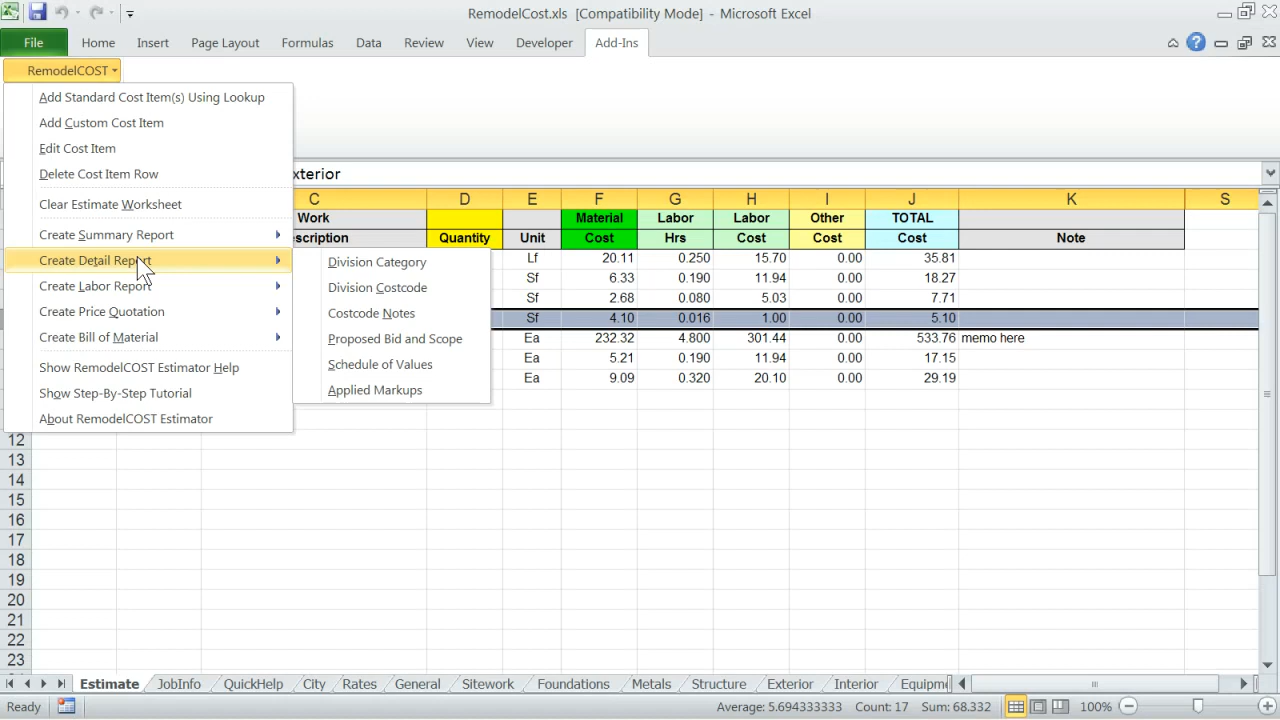 RemodelCost.xls [Compatibility Mode] - Microsoft Excel
File Home Insert Page Layout Formulas Data Review View Developer Add-Ins
RemodelCOST
Add Standard Cost Item(s) Using Lookup
Add Custom Cost Item
Edit Cost Item
Delete Cost Item Row
Clear Estimate Worksheet
Create Summary Report
Create Detail Report
Create Labor Report
Create Price Quotation
Create Bill of Material
Show RemodelCOST Estimator Help
Show Step-By-Step Tutorial
About RemodelCOST Estimator
Division Category
Division Costcode
Costcode Notes
Proposed Bid and Scope
Schedule of Values
Applied Markups
xterior
C D E F G H I J K S
Work Material Labor Labor Other TOTAL
scription Quantity Unit Cost Hrs Cost Cost Cost Note
Lf 20.11 0.250 15.70 0.00 35.81
Sf 6.33 0.190 11.94 0.00 18.27
Sf 2.68 0.080 5.03 0.00 7.71
Sf 4.10 0.016 1.00 0.00 5.10
Ea 232.32 4.800 301.44 0.00 533.76 memo here
Ea 5.21 0.190 11.94 0.00 17.15
Ea 9.09 0.320 20.10 0.00 29.19
12
13
14
15
16
17
18
19
20
21
22
23
Estimate JobInfo QuickHelp City Rates General Sitework Foundations Metals Structure Exterior Interior Equipm
Ready Average: 5.694333333 Count: 17 Sum: 68.332 100%